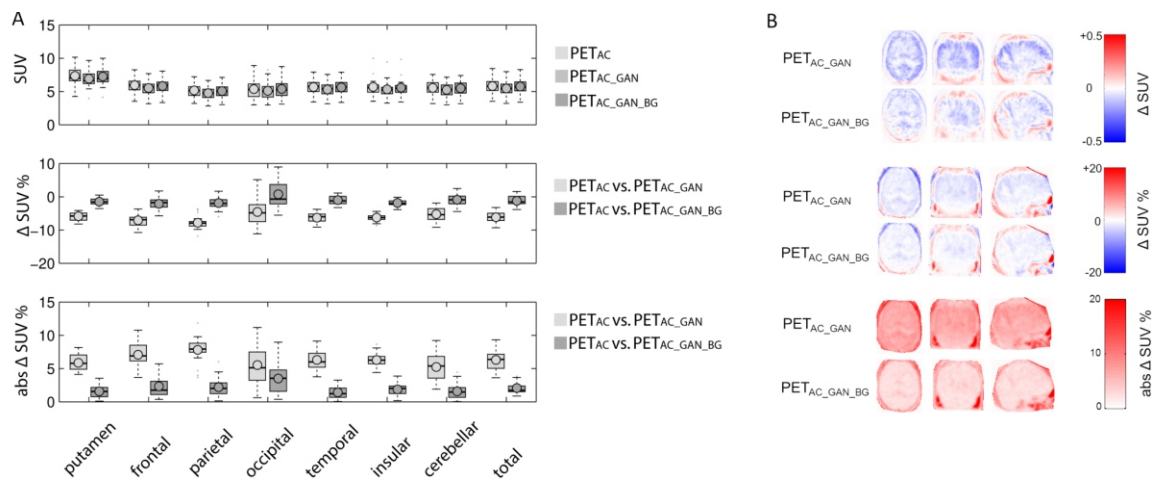 A
15
10
5
0
SUV
PETAC
PETAC_GAN
PETAC_GAN_BG
10
0
−10
−20
Δ SUV %
PETAC vs. PETAC_GAN
PETAC vs. PETAC_GAN_BG
15
10
5
0
abs Δ SUV %
PETAC vs. PETAC_GAN
PETAC vs. PETAC_GAN_BG
putamen
frontal
parietal
occipital
temporal
insular
cerebellar
total
B
PETAC_GAN
PETAC_GAN_BG
+0.5
0
-0.5
Δ SUV
PETAC_GAN
PETAC_GAN_BG
+20
0
-20
Δ SUV %
PETAC_GAN
PETAC_GAN_BG
20
10
0
abs Δ SUV %